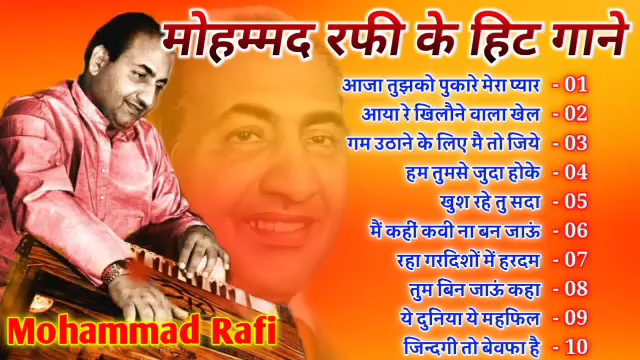 मोहम्मद रफी के हिट गाने
आजा तुझको पुकारे मेरा प्यार - 01
आया रे खिलौने वाला खेल - 02
गम उठाने के लिए मै तो जिये - 03
हम तुमसे जुदा होके - 04
खुश रहे तु सदा - 05
मैं कहीं कवी ना बन जाऊं - 06
रहा गरदिशों में हरदम - 07
तुम बिन जाऊं कहा - 08
ये दुनिया ये महफिल - 09
जिन्दगी तो बेवफा है - 10
Mohammad Rafi